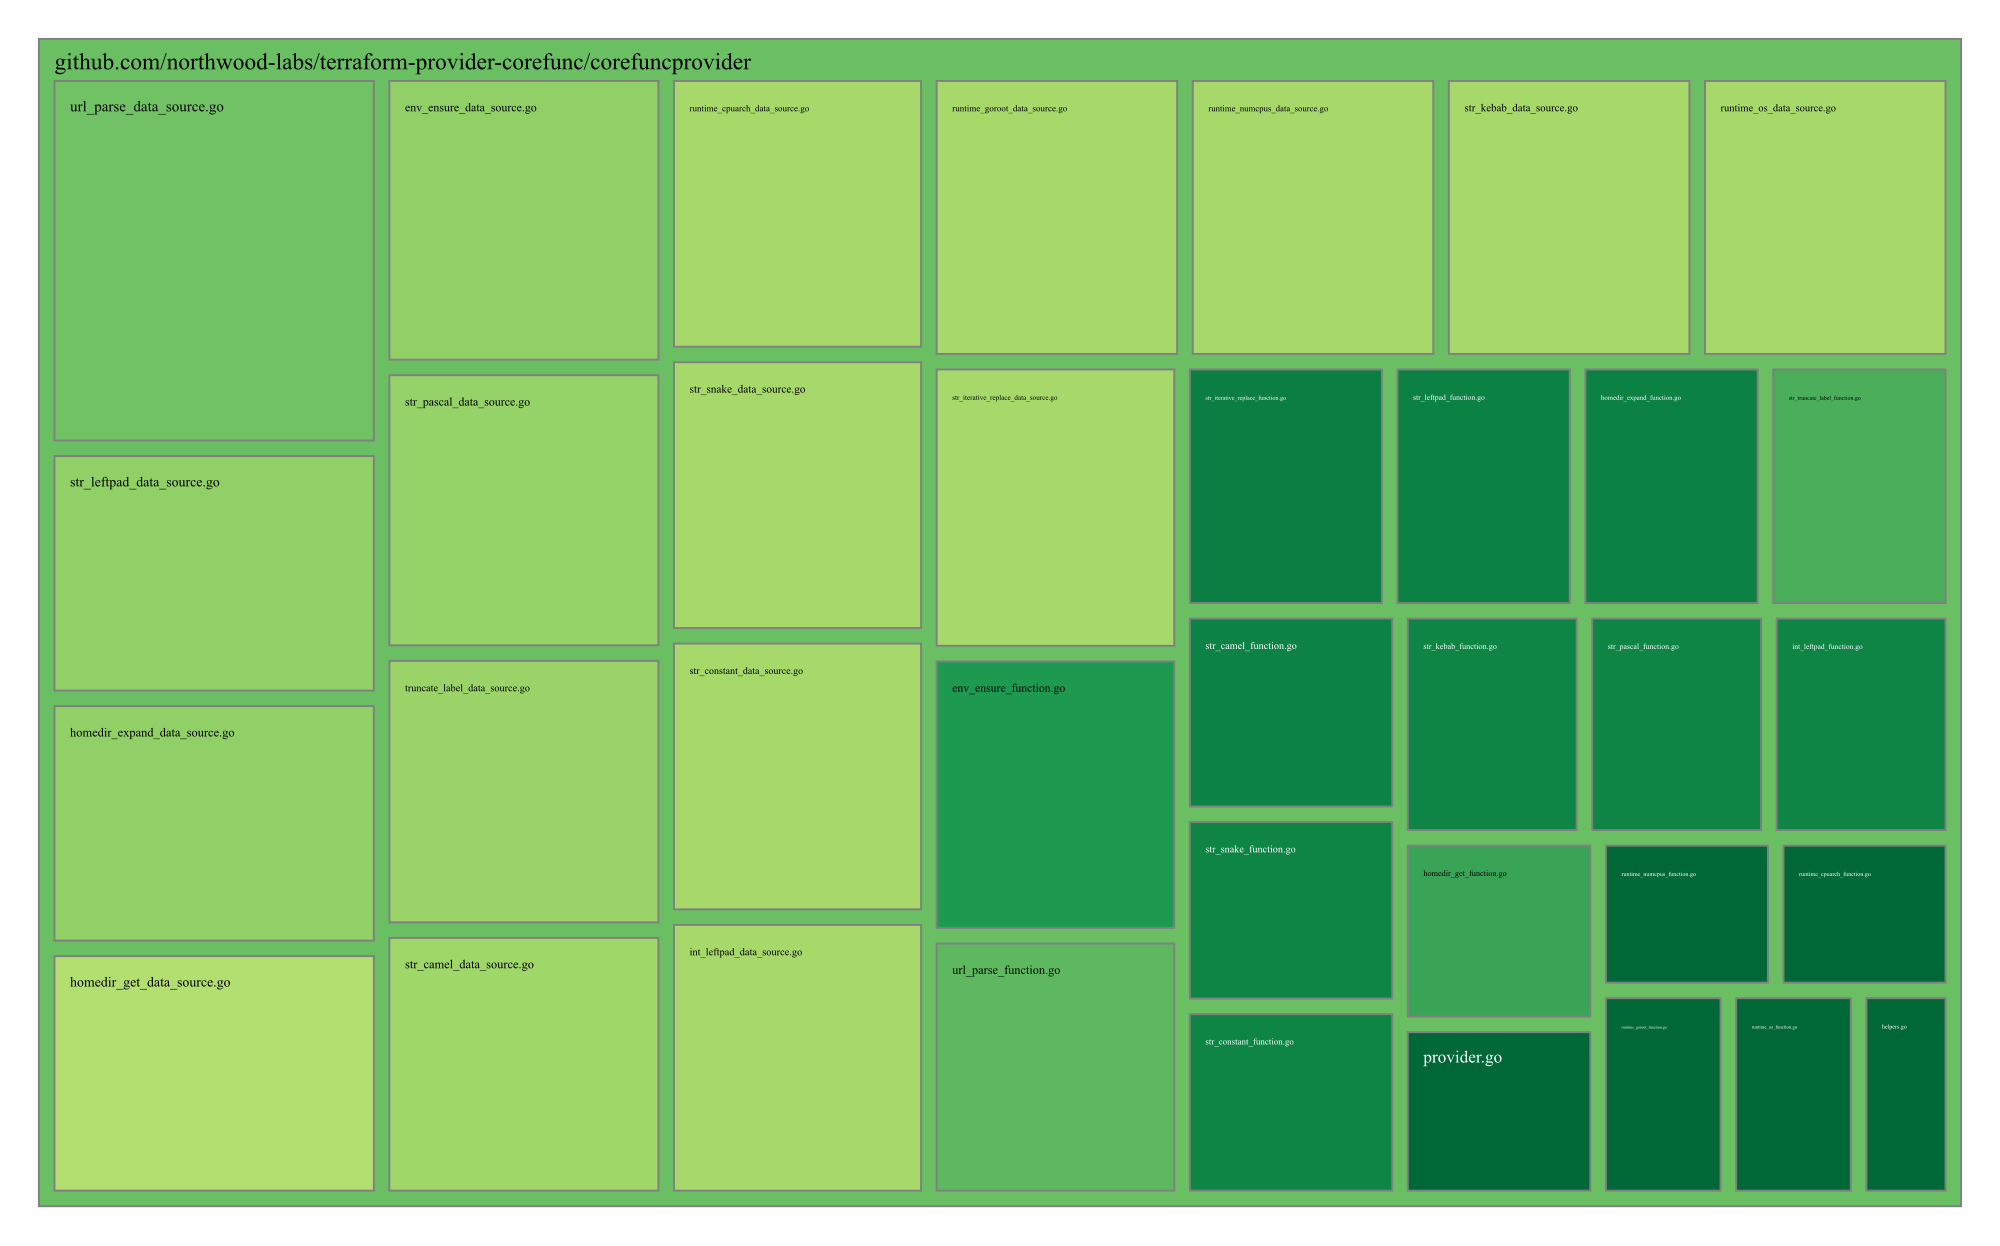 github.com/northwood-labs/terraform-provider-corefunc/corefuncprovider
url_parse_data_source.go
env_ensure_data_source.go
runtime_cpuarch_data_source.go
runtime_goroot_data_source.go
runtime_numcpus_data_source.go
str_kebab_data_source.go
runtime_os_data_source.go
str_snake_data_source.go
str_iterative_replace_data_source.go
str_iterative_replace_function.go
str_leftpad_function.go
homedir_expand_function.go
str_truncate_label_function.go
str_pascal_data_source.go
str_leftpad_data_source.go
str_camel_function.go
str_kebab_function.go
str_pascal_function.go
int_leftpad_function.go
str_constant_data_source.go
truncate_label_data_source.go
env_ensure_function.go
homedir_expand_data_source.go
str_snake_function.go
homedir_get_function.go
runtime_numcpus_function.go
runtime_cpuarch_function.go
int_leftpad_data_source.go
str_camel_data_source.go
url_parse_function.go
homedir_get_data_source.go
runtime_goroot_function.go
runtime_os_function.go
helpers.go
str_constant_function.go
provider.go